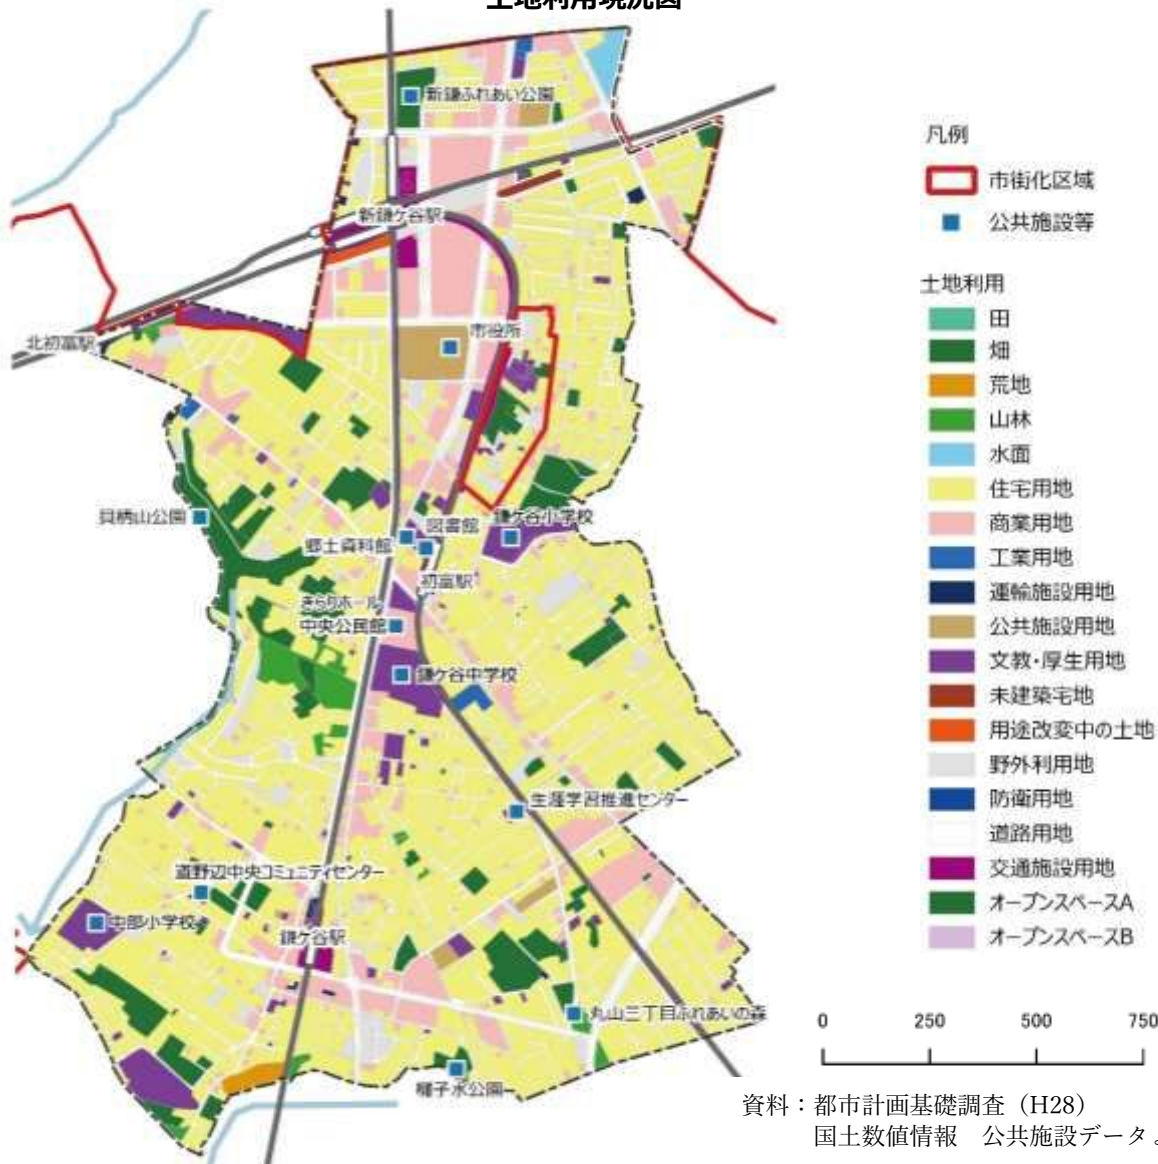 土地利用現況図
新鎌ふれあい公園
新鎌ケ谷駅
北初富駅
市役所
貝柄山公園
図書館
鎌ケ谷小学校
郷土資料館
初富駅
きらりホール
中央公民館
鎌ケ谷中学校
生涯学習推進センター
道野辺中央コミュニティセンター
中部小学校
鎌ケ谷駅
丸山三丁目ふれあいの森
囃子水公園
凡例
市街化区域
公共施設等
土地利用
田
畑
荒地
山林
水面
住宅用地
商業用地
工業用地
運輸施設用地
公共施設用地
文教・厚生用地
未建築宅地
用途改変中の土地
野外利用地
防衛用地
道路用地
交通施設用地
オープンスペースA
オープンスペースB
0 250 500 750
資料：都市計画基礎調査（H28）
国土数値情報　公共施設データ。